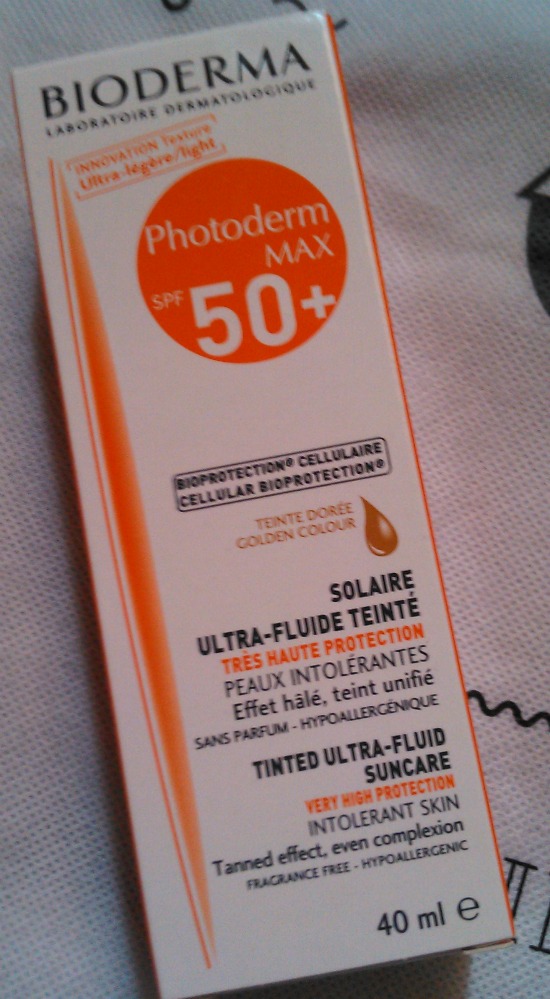 BIODERMA
LABORATOIRE DERMATOLOGIQUE
INNOVATION Texture
Ultra-légère/light
Photoderm
MAX
SPF 50+
BIOPROTECTION® CELLULAIRE
CELLULAR BIOPROTECTION®
TEINTE DORÉE
GOLDEN COLOUR
SOLAIRE
ULTRA-FLUIDE TEINTÉ
TRÈS HAUTE PROTECTION
PEAUX INTOLÉRANTES
Effet hâlé, teint unifié
SANS PARFUM - HYPOALLERGÉNIQUE
TINTED ULTRA-FLUID
SUNCARE
VERY HIGH PROTECTION
INTOLERANT SKIN
Tanned effect, even complexion
FRAGRANCE FREE - HYPOALLERGENIC
40 ml e